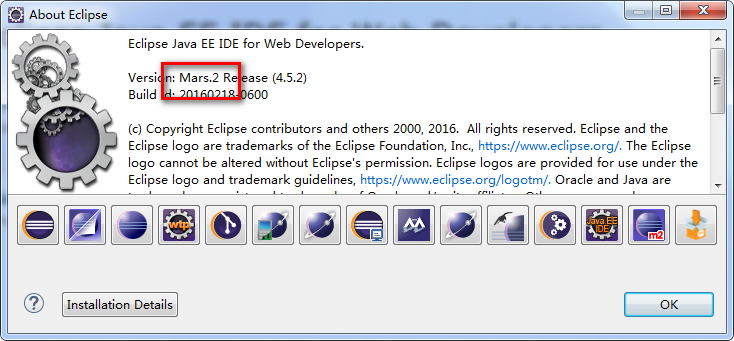 About Eclipse
Eclipse Java EE IDE for Web Developers.
Version: Mars.2 Release (4.5.2)
Build id: 20160218-0600
(c) Copyright Eclipse contributors and others 2000, 2016.  All rights reserved. Eclipse and the
Eclipse logo are trademarks of the Eclipse Foundation, Inc., https://www.eclipse.org/. The Eclipse
logo cannot be altered without Eclipse's permission. Eclipse logos are provided for use under the
Eclipse logo and trademark guidelines, https://www.eclipse.org/logotm/. Oracle and Java are
wtp
Java EE
IDE
m2
?
Installation Details
OK